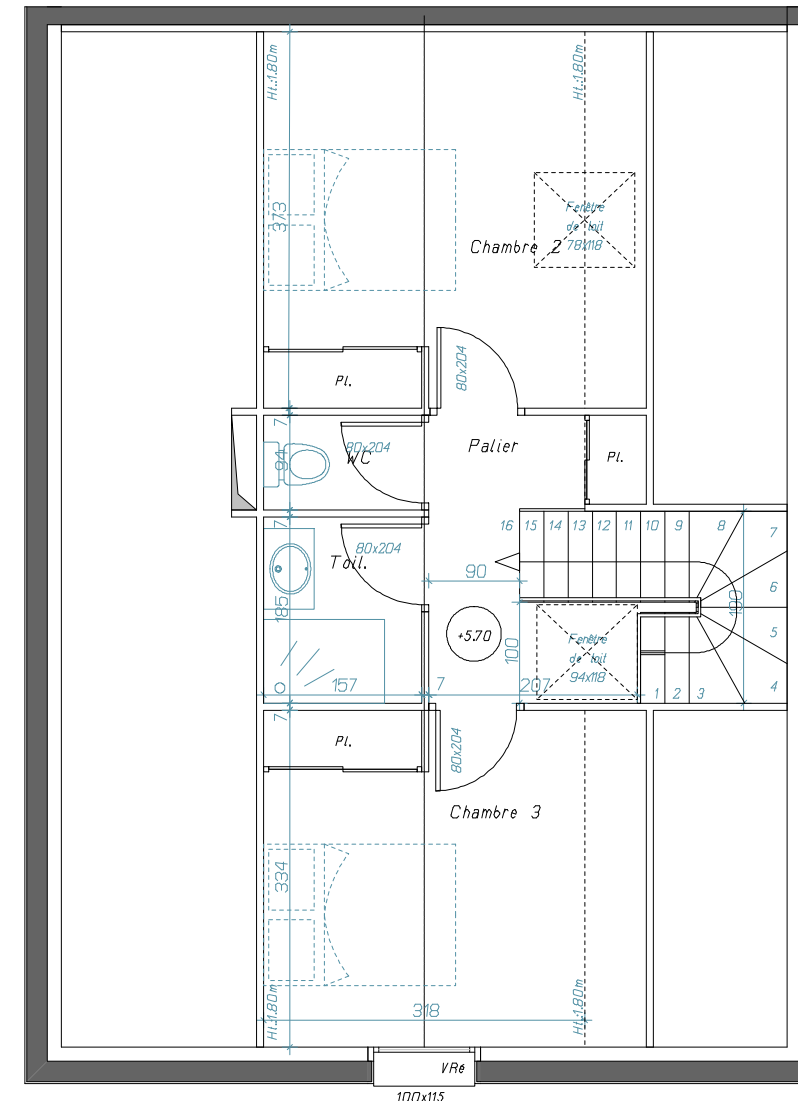 Ht.:1.80m
Ht.:1.80m
373
Fenêtre
de toit
78x118
Chambre 2
80x204
Pl.
7
94
80x204
WC
Palier
Pl.
7
16 15 14 13 12 11 10 9 8 7
80x204
Toil.
185
90
6
190
+5.70
100
Fenêtre
de toit
94x118
5
157
7
207
1 2 3 4
7
Pl.
80x204
Chambre 3
334
Ht.:1.80m
318
Ht.:1.80m
VRé
100x115